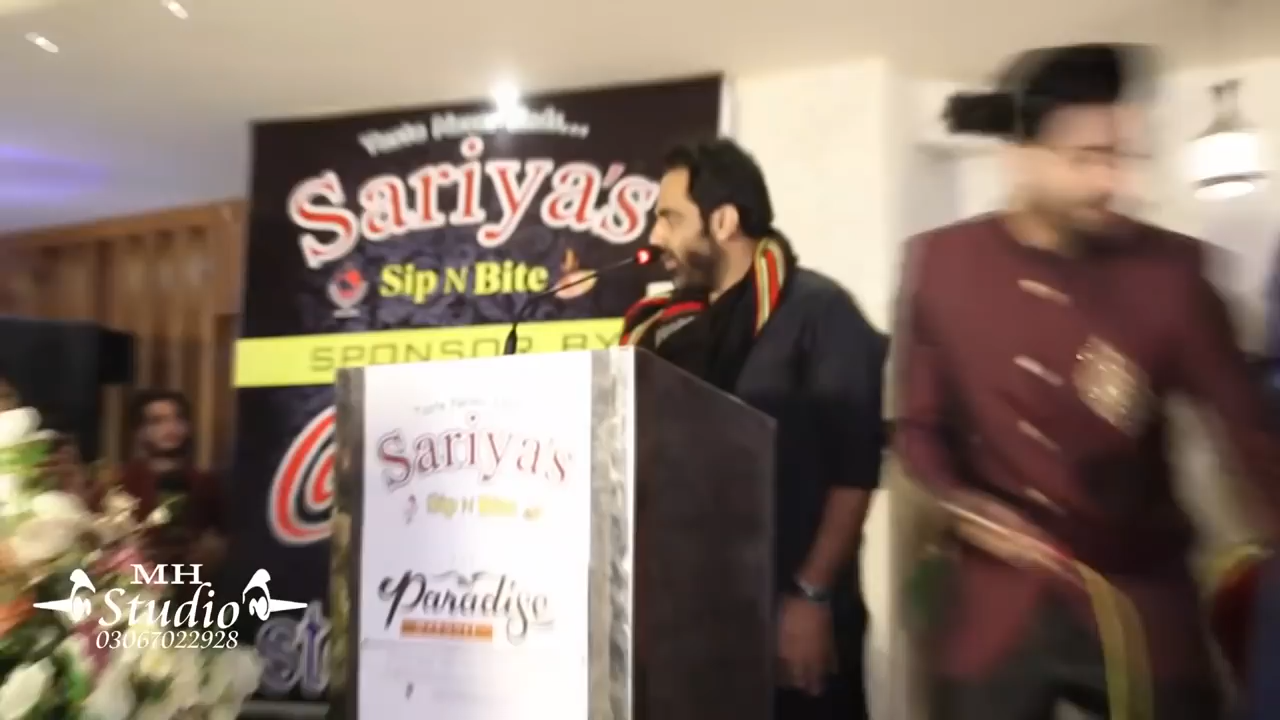 Sariya's
Sip N Bite
SPONSOR BY
Sariya's
Sip N Bite
Paradise
MH
Studio
03067022928